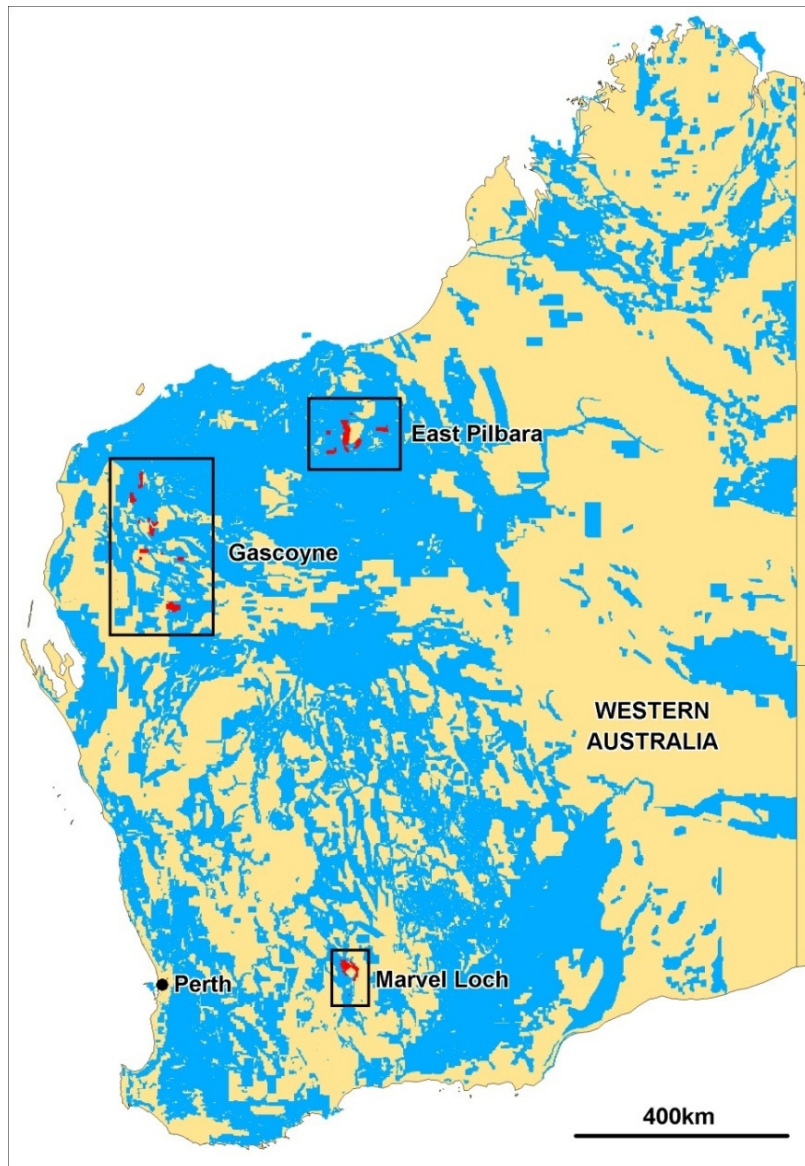 East Pilbara
Gascoyne
WESTERN
AUSTRALIA
Perth
Marvel Loch
400km